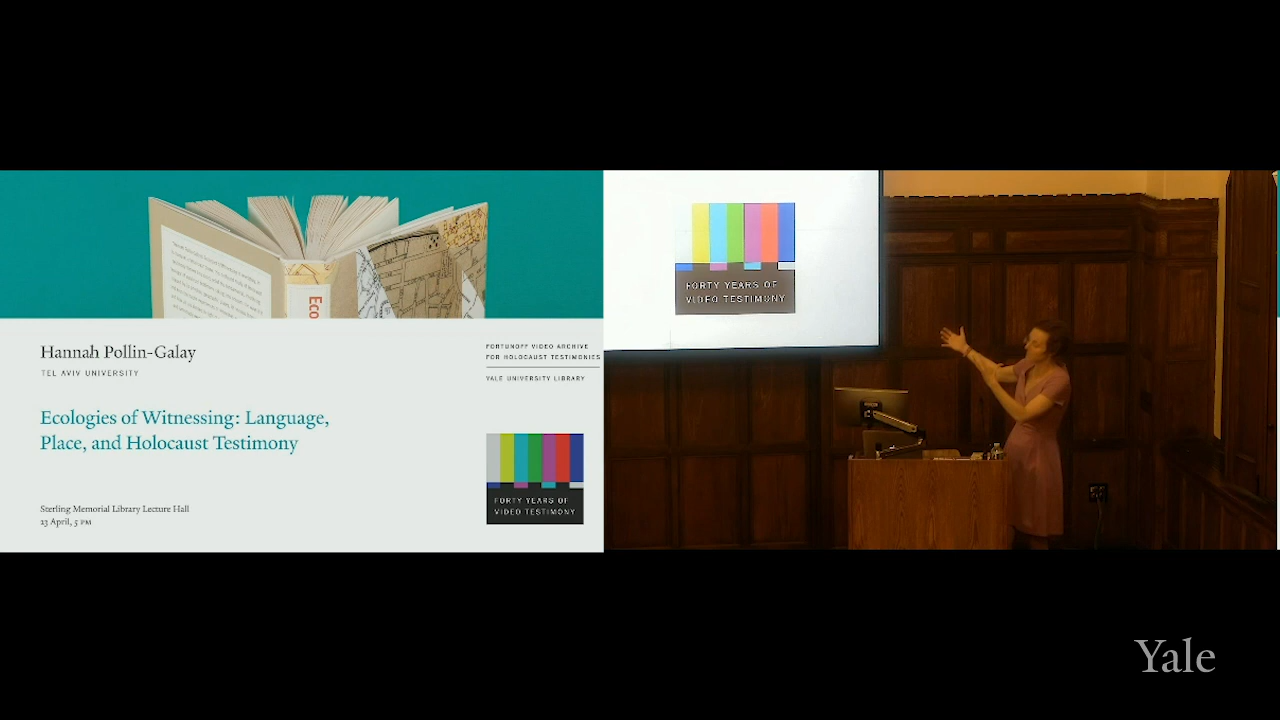 Eco
Hannah Pollin-Galay
TEL AVIV UNIVERSITY
Ecologies of Witnessing: Language,
Place, and Holocaust Testimony
Sterling Memorial Library Lecture Hall
23 April, 5 PM
FORTUNOFF VIDEO ARCHIVE
FOR HOLOCAUST TESTIMONIES
YALE UNIVERSITY LIBRARY
FORTY YEARS OF
VIDEO TESTIMONY
FORTY YEARS OF
VIDEO TESTIMONY
Yale